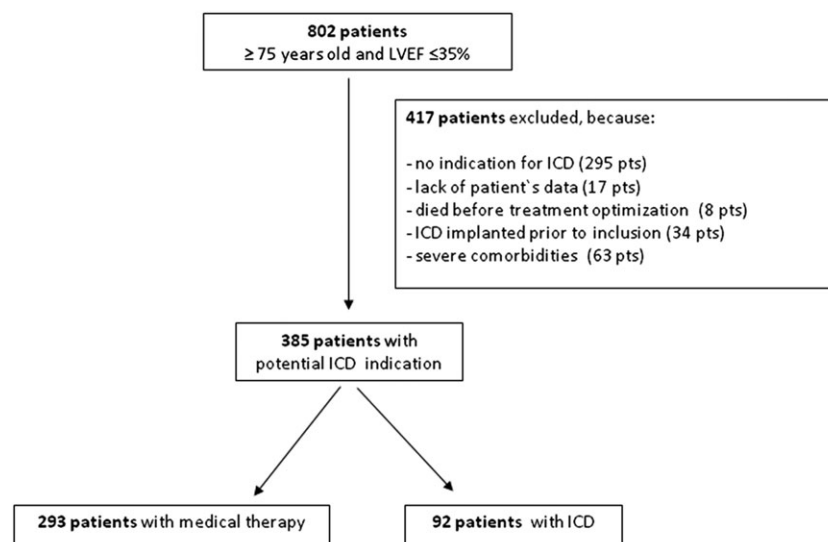 802 patients
≥ 75 years old and LVEF ≤35%
417 patients excluded, because:
- no indication for ICD (295 pts)
- lack of patient`s data (17 pts)
- died before treatment optimization (8 pts)
- ICD implanted prior to inclusion (34 pts)
- severe comorbidities (63 pts)
385 patients with
potential ICD indication
293 patients with medical therapy
92 patients with ICD